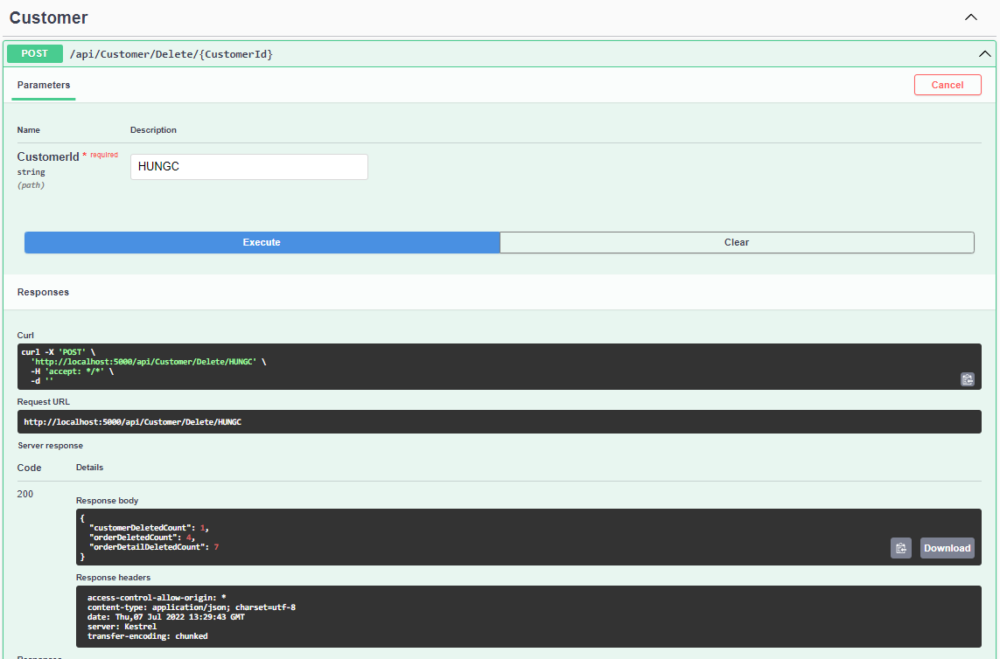 Customer
POST /api/Customer/Delete/{CustomerId}
Parameters
Cancel
Name Description
CustomerId * required
string
(path)
HUNGC
Execute Clear
Responses
Curl
curl -X 'POST' \
'http://localhost:5000/api/Customer/Delete/HUNGC' \
-H 'accept: */*' \
-d ''
Request URL
http://localhost:5000/api/Customer/Delete/HUNGC
Server response
Code Details
200
Response body
{
"customerDeletedCount": 1,
"orderDeletedCount": 4,
"orderDetailDeletedCount": 7
}
Download
Response headers
access-control-allow-origin: *
content-type: application/json; charset=utf-8
date: Thu,07 Jul 2022 13:29:43 GMT
server: Kestrel
transfer-encoding: chunked
Responses